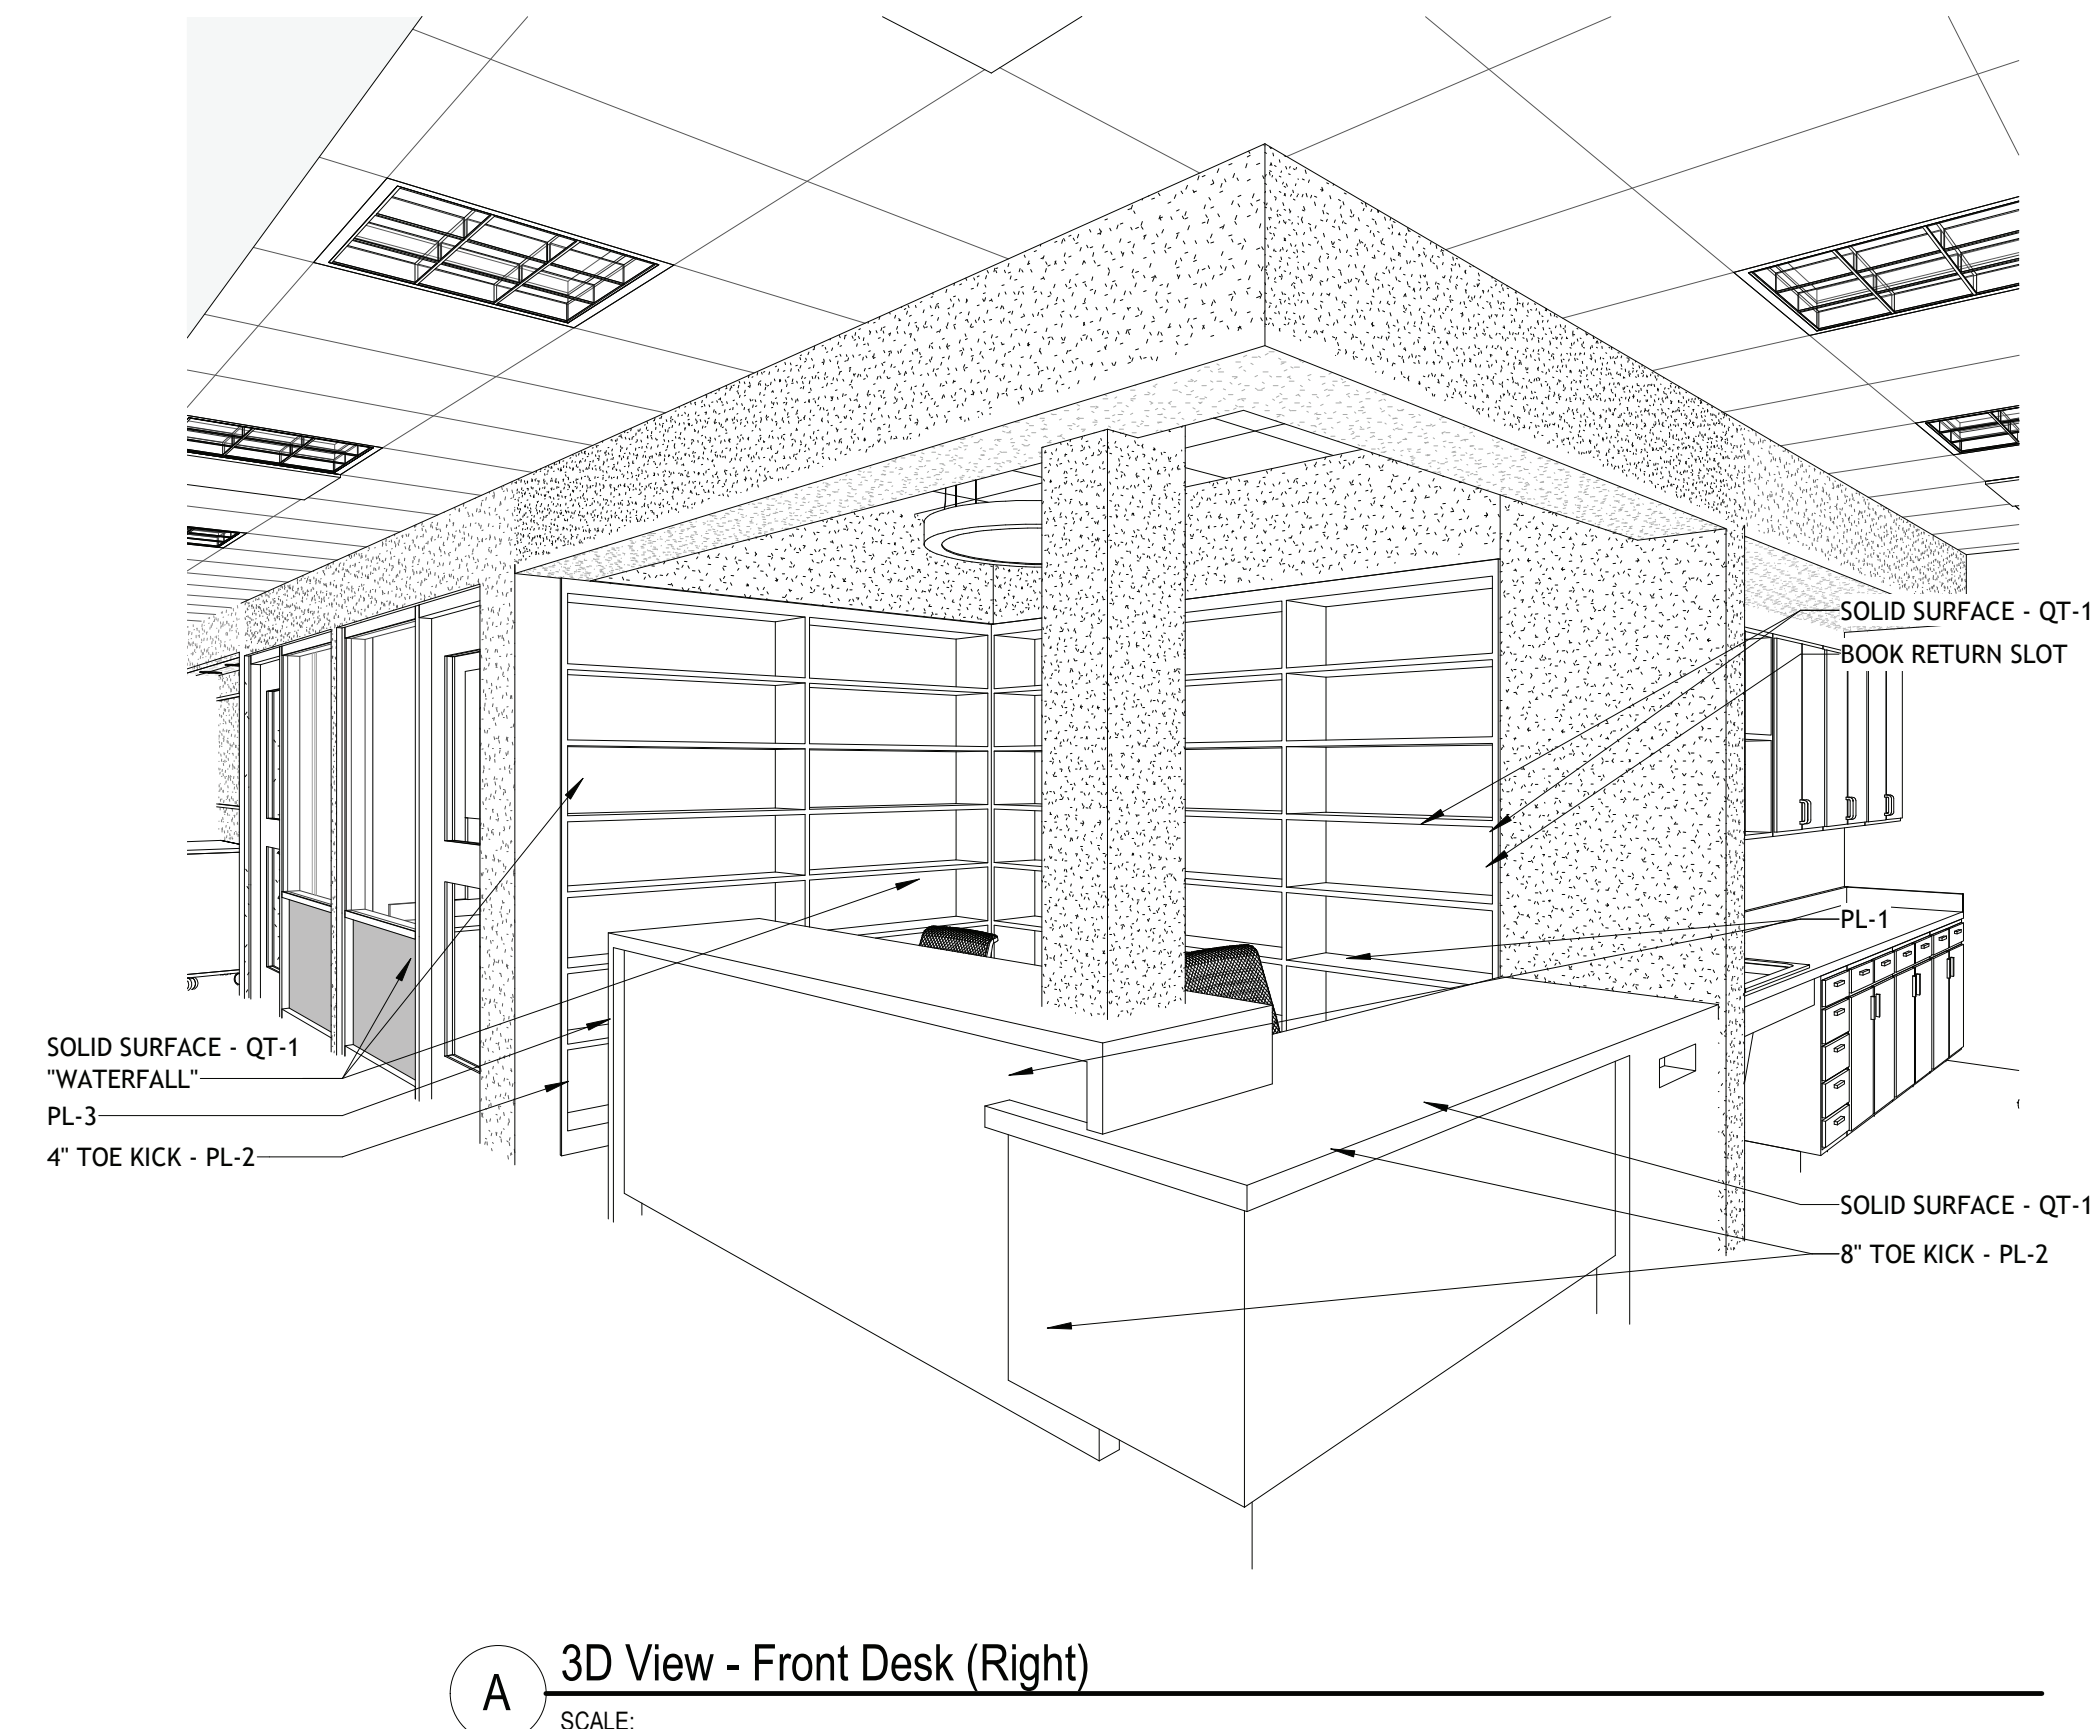 SOLID SURFACE - QT-1
BOOK RETURN SLOT
PL-1
SOLID SURFACE - QT-1
"WATERFALL"
PL-3
4" TOE KICK - PL-2
SOLID SURFACE - QT-1
8" TOE KICK - PL-2
A
3D View - Front Desk (Right)
SCALE: